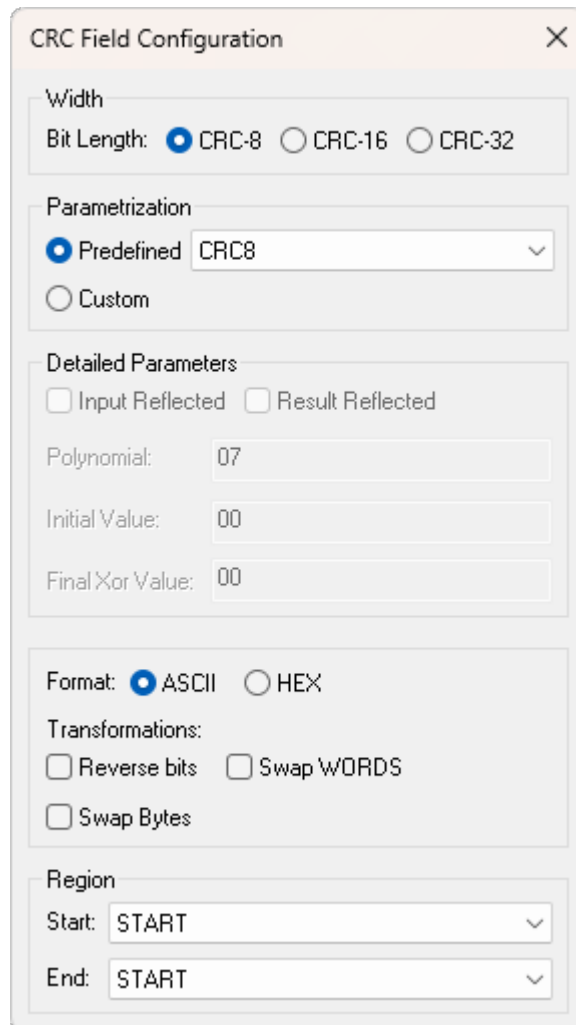 CRC Field Configuration
Width
Bit Length: CRC-8 CRC-16 CRC-32
Parametrization
Predefined CRC8
Custom
Detailed Parameters
Input Reflected Result Reflected
Polynomial: 07
Initial Value: 00
Final Xor Value: 00
Format: ASCII HEX
Transformations:
Reverse bits Swap WORDS
Swap Bytes
Region
Start: START
End: START